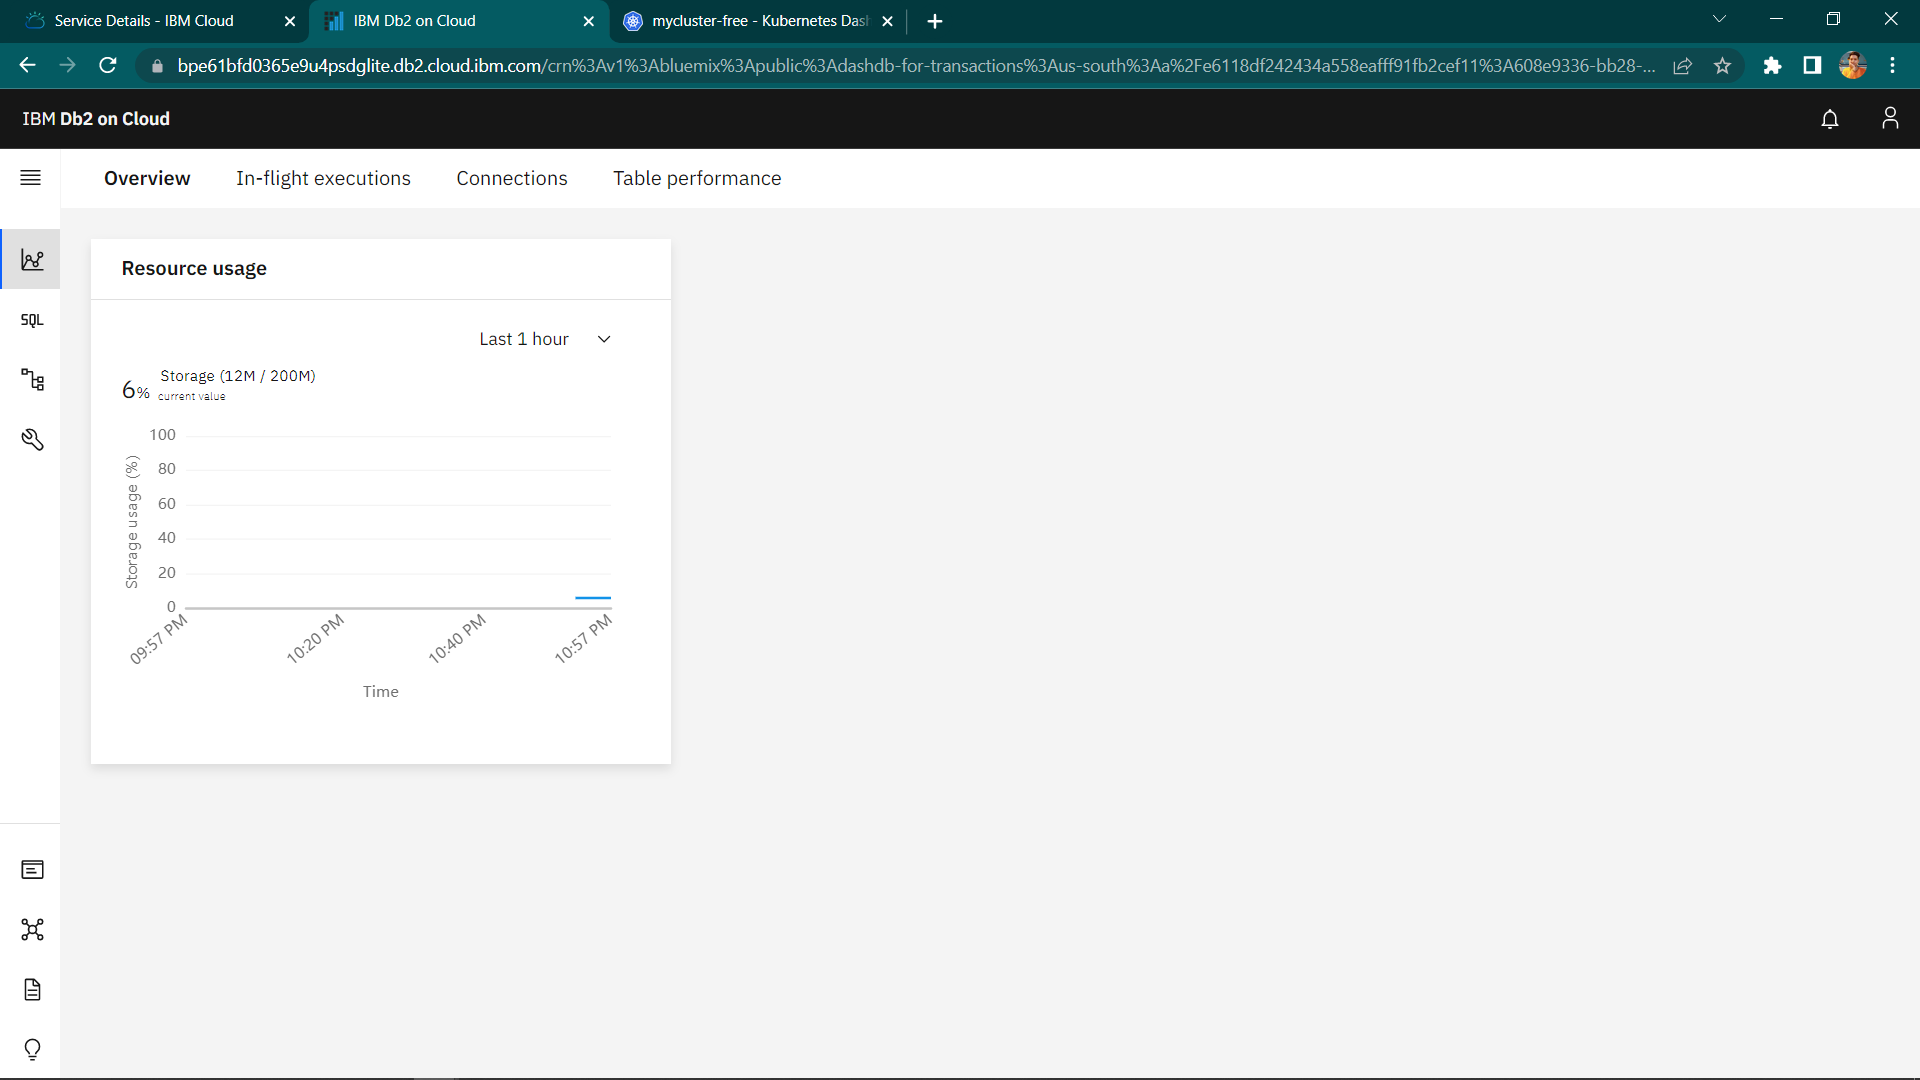 Service Details - IBM Cloud
IBM Db2 on Cloud
mycluster-free - Kubernetes Das
bpe61bfd0365e9u4psdglite.db2.cloud.ibm.com/crn%3Av1%3Abluemix%3Apublic%3Adashdb-for-transactions%3Aus-south%3Aa%2Fe6118df242434a558eafff91fb2cef11%3A608e9336-bb28-...
IBM Db2 on Cloud
Overview
In-flight executions
Connections
Table performance
SQL
Resource usage
Last 1 hour
6% Storage (12M / 200M)
current value
Storage usage (%)
100
80
60
40
20
0
09:57 PM
10:20 PM
10:40 PM
10:57 PM
Time